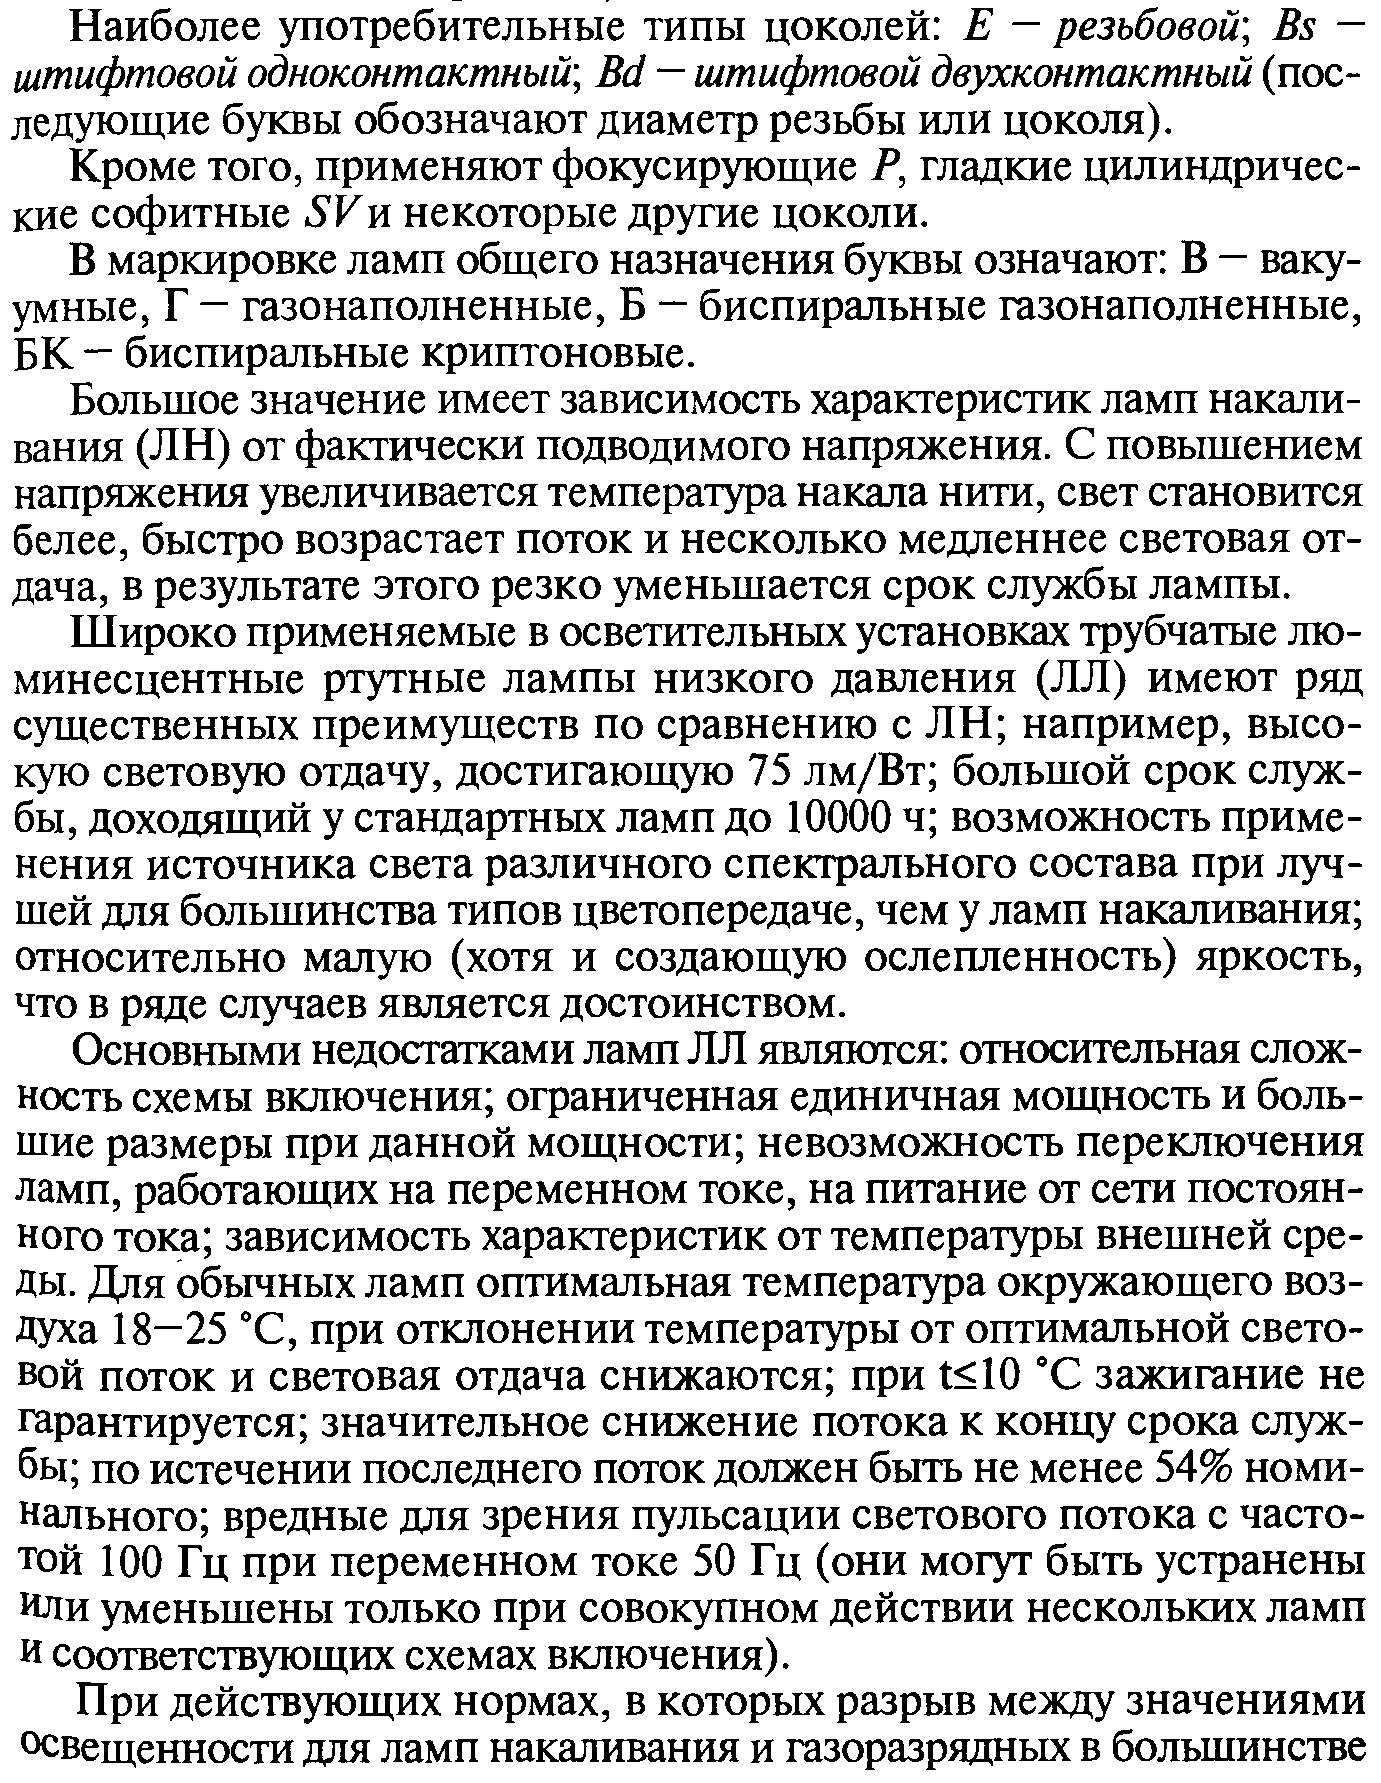 Наиболее употребительные типы цоколей: E — резьбовой; Bs —
штифтовой одноконтактный; Bd — штифтовой двухконтактный (пос-
ледующие буквы обозначают диаметр резьбы или цоколя).
Кроме того, применяют фокусирующие P, гладкие цилиндричес-
кие софитные SV и некоторые другие цоколи.
В маркировке ламп общего назначения буквы означают: В — ваку-
умные, Г — газонаполненные, Б — биспиральные газонаполненные,
БК — биспиральные криптоновые.
Большое значение имеет зависимость характеристик ламп накали-
вания (ЛН) от фактически подводимого напряжения. С повышением
напряжения увеличивается температура накала нити, свет становится
белее, быстро возрастает поток и несколько медленнее световая от-
дача, в результате этого резко уменьшается срок службы лампы.
Широко применяемые в осветительных установках трубчатые лю-
минесцентные ртутные лампы низкого давления (ЛЛ) имеют ряд
существенных преимуществ по сравнению с ЛН; например, высо-
кую световую отдачу, достигающую 75 лм/Вт; большой срок служ-
бы, доходящий у стандартных ламп до 10000 ч; возможность приме-
нения источника света различного спектрального состава при луч-
шей для большинства типов цветопередаче, чем у ламп накаливания;
относительно малую (хотя и создающую ослепленность) яркость,
что в ряде случаев является достоинством.
Основными недостатками ламп ЛЛ являются: относительная слож-
ность схемы включения; ограниченная единичная мощность и боль-
шие размеры при данной мощности; невозможность переключения
ламп, работающих на переменном токе, на питание от сети постоян-
ного тока; зависимость характеристик от температуры внешней сре-
ды. Для обычных ламп оптимальная температура окружающего воз-
духа 18—25 °С, при отклонении температуры от оптимальной свето-
вой поток и световая отдача снижаются; при t≤10 °С зажигание не
гарантируется; значительное снижение потока к концу срока служ-
бы; по истечении последнего поток должен быть не менее 54% номи-
нального; вредные для зрения пульсации светового потока с часто-
той 100 Гц при переменном токе 50 Гц (они могут быть устранены
или уменьшены только при совокупном действии нескольких ламп
и соответствующих схемах включения).
При действующих нормах, в которых разрыв между значениями
освещенности для ламп накаливания и газоразрядных в большинстве